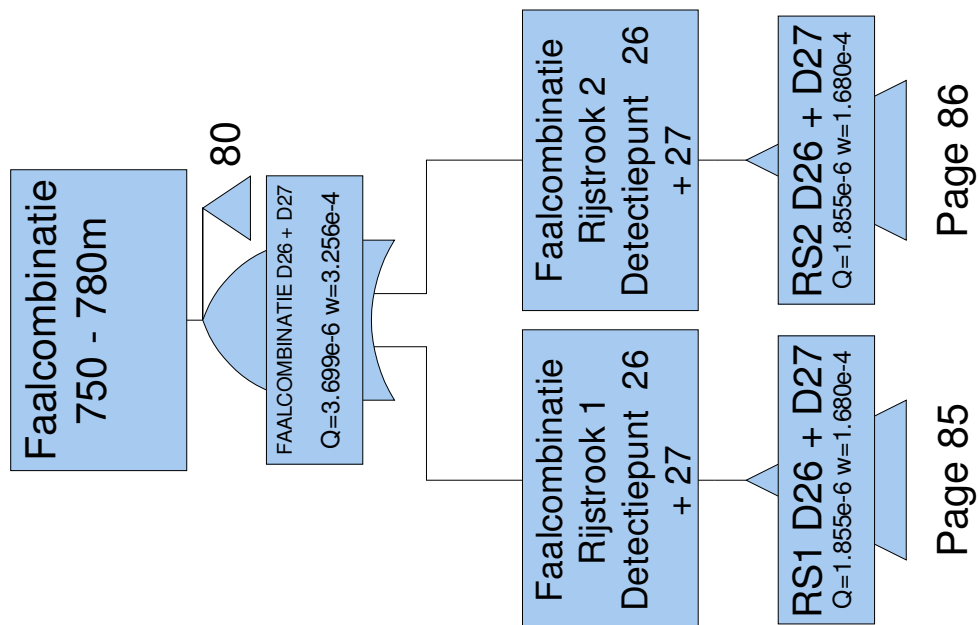 Faalcombinatie
750 - 780m
80
FAALCOMBINATIE D26 + D27
Q=3.699e-6 w=3.256e-4
Faalcombinatie
Rijstrook 1
Detectiepunt 26
+ 27
RS1 D26 + D27
Q=1.855e-6 w=1.680e-4
Page 85
Faalcombinatie
Rijstrook 2
Detectiepunt 26
+ 27
RS2 D26 + D27
Q=1.855e-6 w=1.680e-4
Page 86